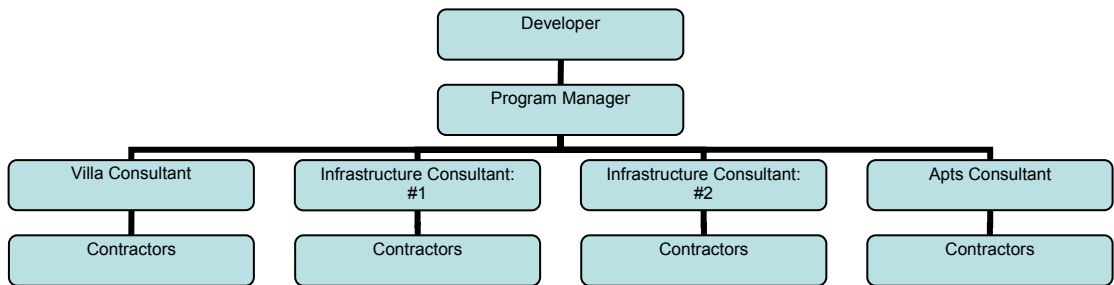 Developer
Program Manager
Villa Consultant
Infrastructure Consultant:
#1
Infrastructure Consultant:
#2
Apts Consultant
Contractors
Contractors
Contractors
Contractors